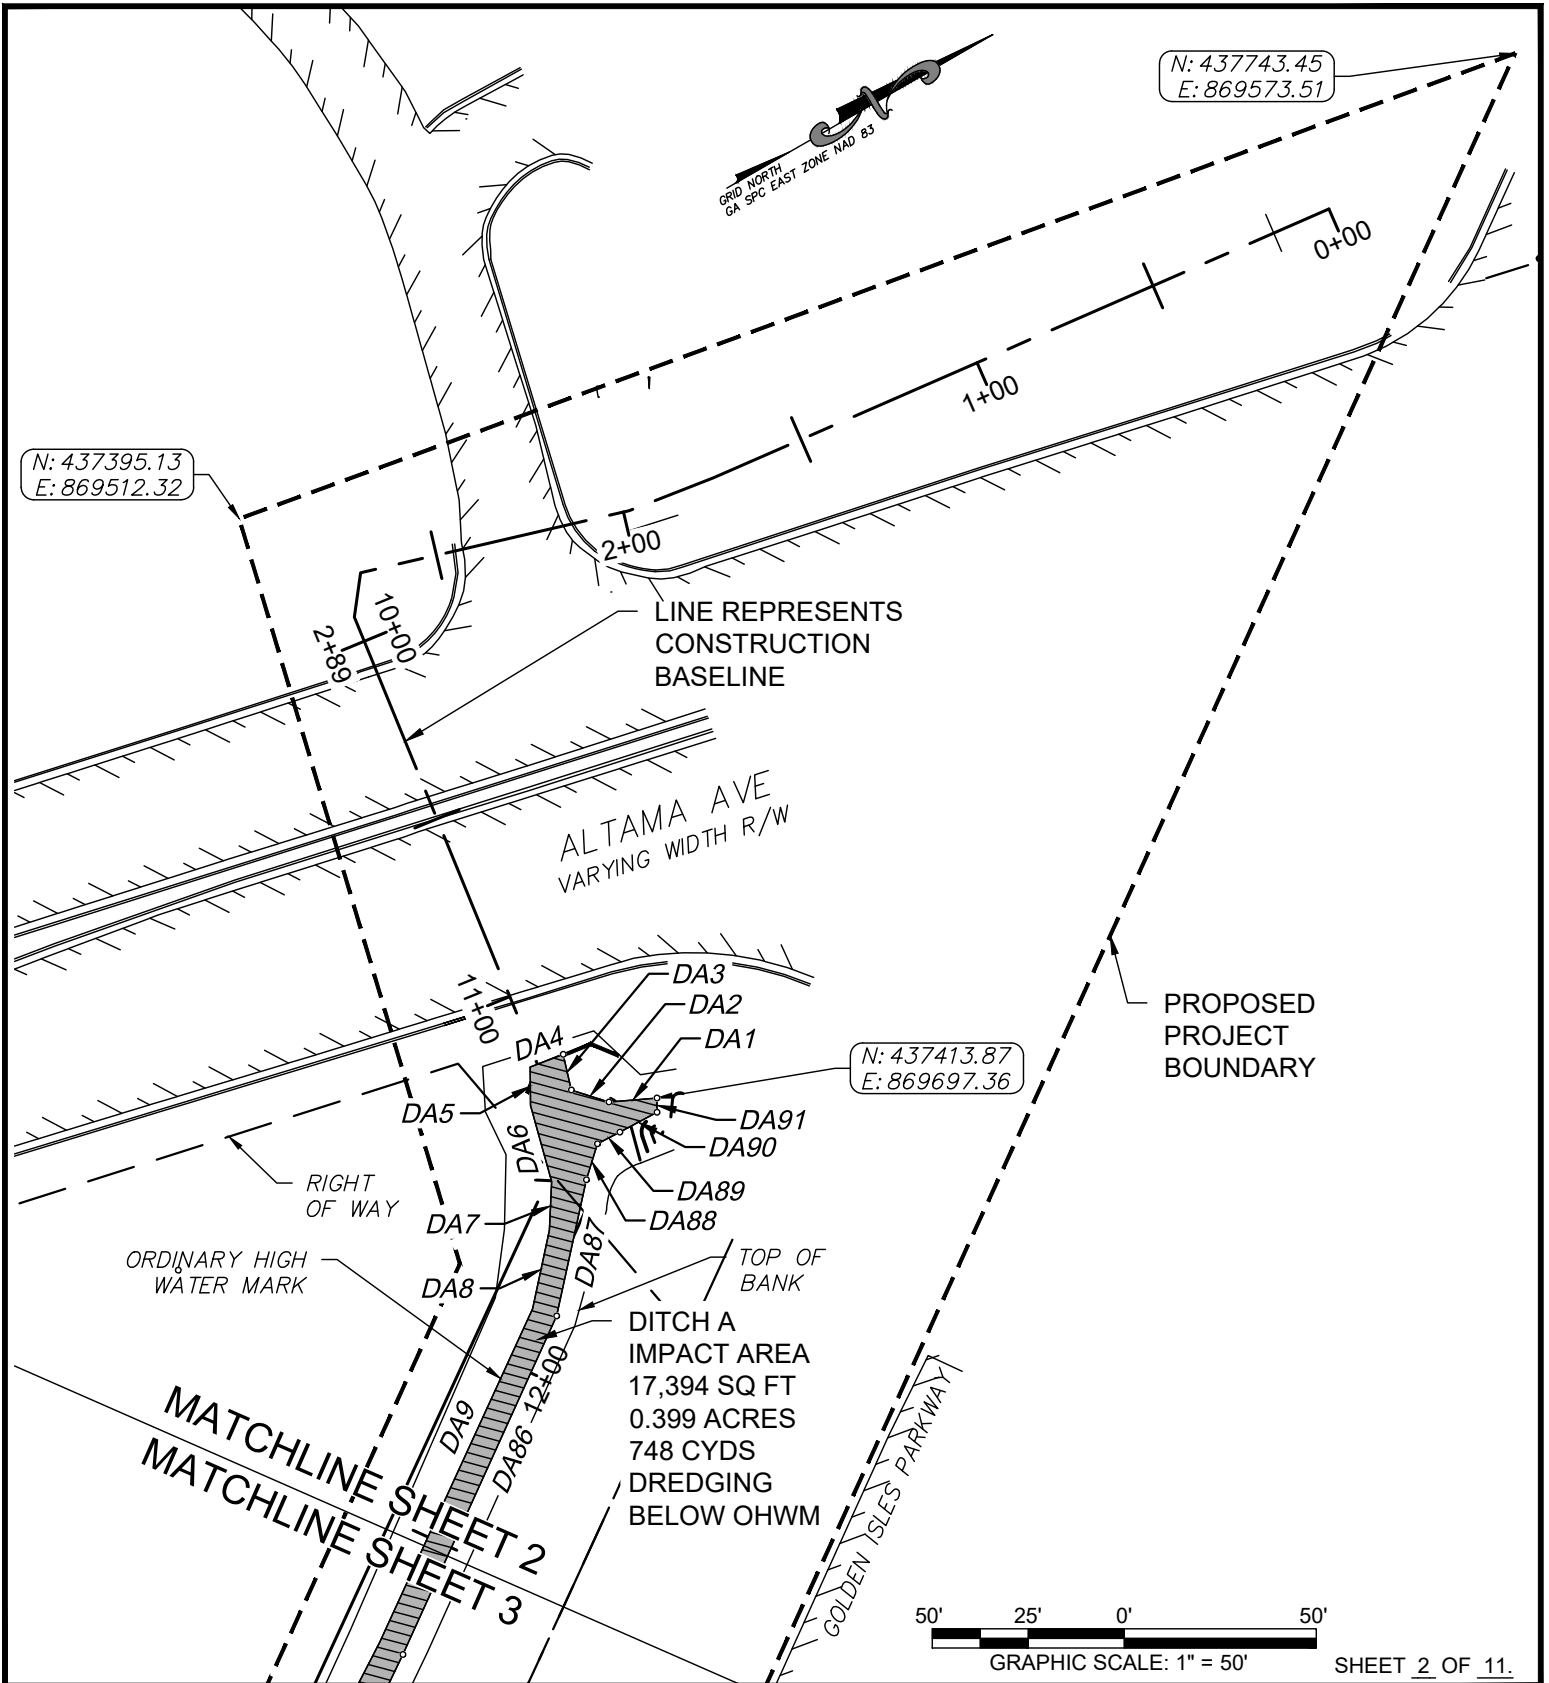 N: 437743.45
E: 869573.51
GRID NORTH
GA SPC EAST ZONE NAD 83
0+00
1+00
N: 437395.13
E: 869512.32
2+00
10+00
2+89
LINE REPRESENTS
CONSTRUCTION
BASELINE
ALTAMA AVE
VARYING WIDTH R/W
11+00
DA3
DA2
DA4
DA1
N: 437413.87
E: 869697.36
PROPOSED
PROJECT
BOUNDARY
DA5
DA91
DA6
DA90
RIGHT
OF WAY
DA89
DA7
DA88
DA87
ORDINARY HIGH
WATER MARK
TOP OF
BANK
DA8
DITCH A
IMPACT AREA
17,394 SQ FT
0.399 ACRES
748 CYDS
DREDGING
BELOW OHWM
12+00
DA9
DA86
MATCHLINE SHEET 2
MATCHLINE SHEET 3
GOLDEN ISLES PARKWAY
50' 25' 0' 50'
GRAPHIC SCALE: 1" = 50'
SHEET 2 OF 11.